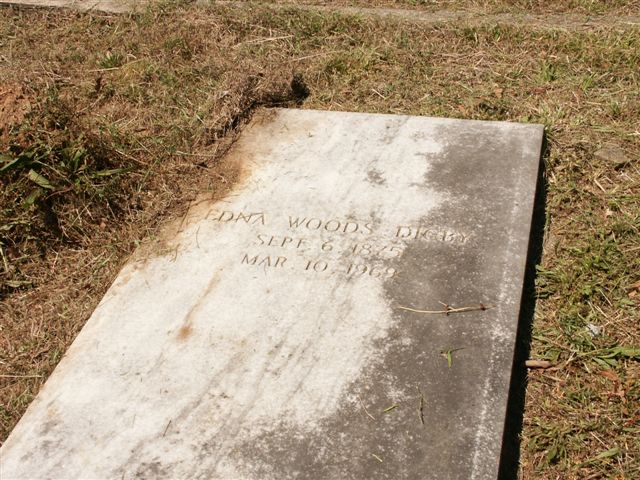 EDNA WOODS DIGBY
SEPT. 6, 1875
MAR. 10, 1969